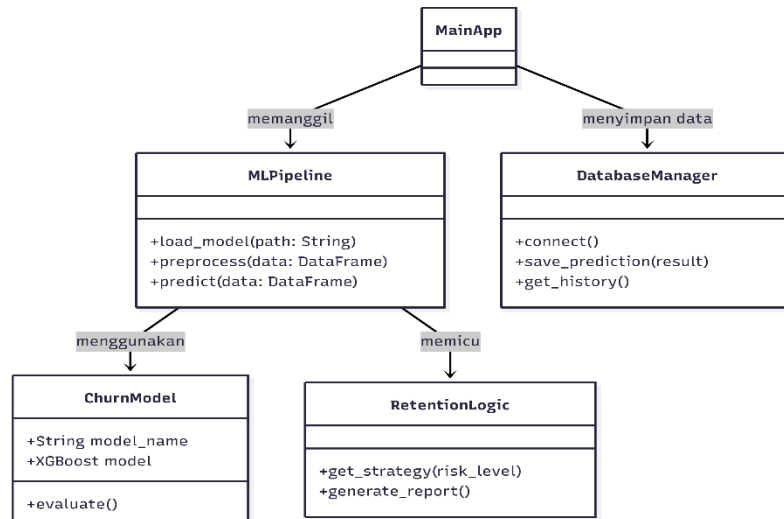 MainApp
memanggil
menyimpan data
MLPipeline
+load_model(path: String)
+preprocess(data: DataFrame)
+predict(data: DataFrame)
DatabaseManager
+connect()
+save_prediction(result)
+get_history()
menggunakan
memicu
ChurnModel
+String model_name
+XGBoost model
+evaluate()
RetentionLogic
+get_strategy(risk_level)
+generate_report()